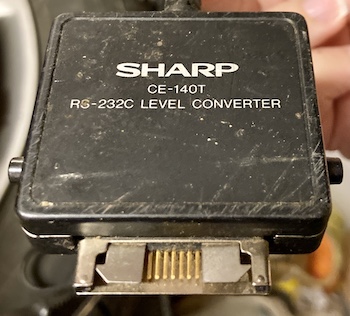 SHARP
CE-140T
RS-232C LEVEL CONVERTER